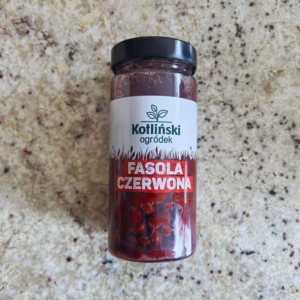 Kotliński
ogródek
FASOLA
CZERWONA